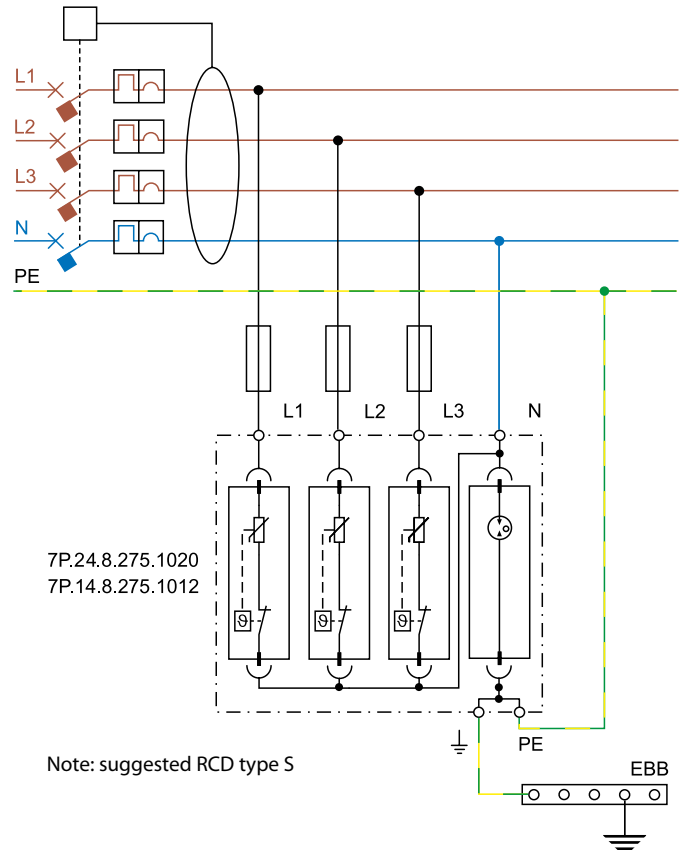 L1
L2
L3
N
PE
L1 L2 L3 N
7P.24.8.275.1020
7P.14.8.275.1012
ϑ ϑ ϑ
PE
Note: suggested RCD type S
EBB